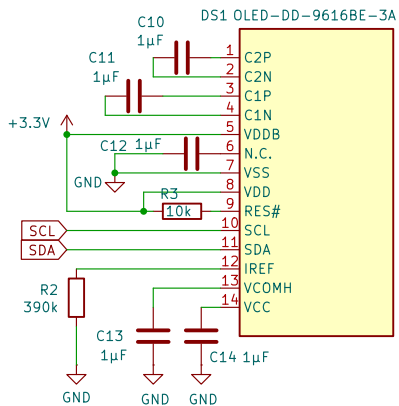 DS1 OLED-DD-9616BE-3A
C10
1µF
1 C2P
C11
1µF
2 C2N
3 C1P
4 C1N
+3.3V
5 VDDB
C12 1µF
6 N.C.
7 VSS
GND
8 VDD
R3
10k
9 RES#
SCL
10 SCL
SDA
11 SDA
12 IREF
R2
390k
13 VCOMH
14 VCC
C13
1µF
C14 1µF
GND
GND
GND